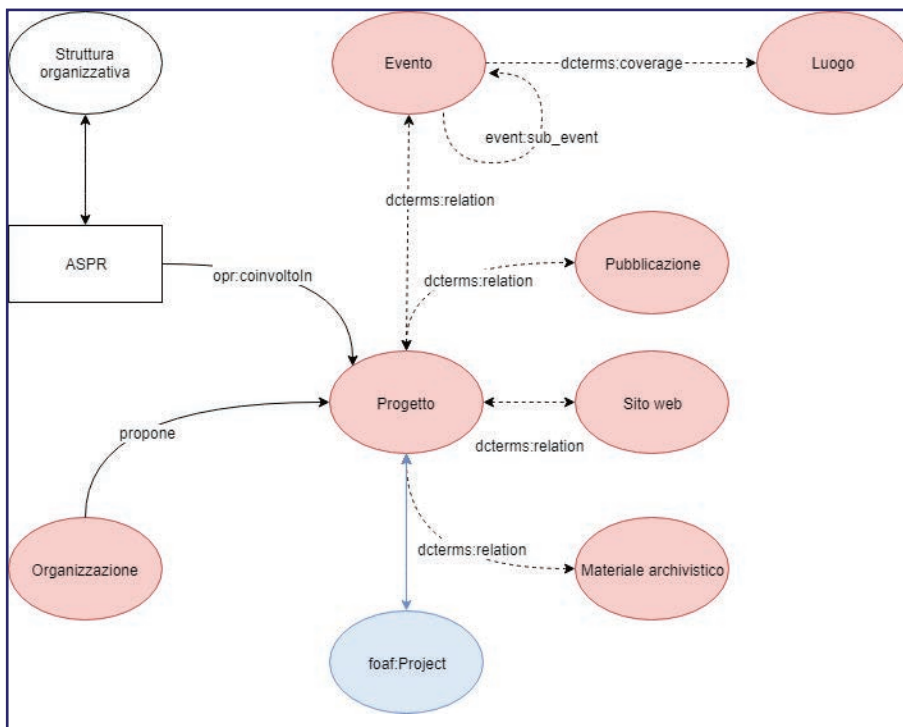 Struttura
organizzativa
Evento
dcterms:coverage
Luogo
event:sub_event
dcterms:relation
ASPR
opr:coinvoltoIn
dcterms:relation
Pubblicazione
Progetto
Sito web
propone
dcterms:relation
Organizzazione
dcterms:relation
Materiale archivistico
foaf:Project